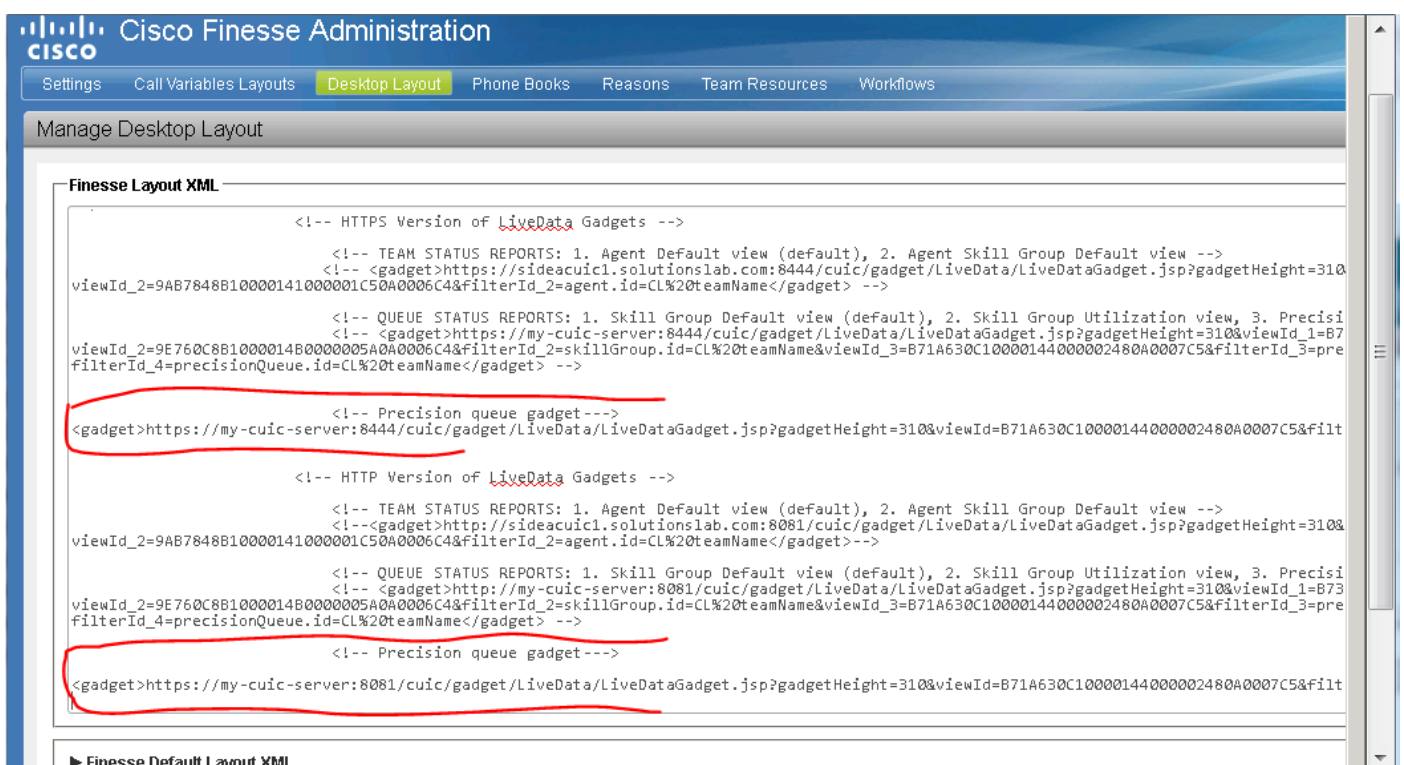 Cisco Finesse Administration
CISCO
Settings Call Variables Layouts Desktop Layout Phone Books Reasons Team Resources Workflows
Manage Desktop Layout
Finesse Layout XML
<!-- HTTPS Version of LiveData Gadgets -->
<!-- TEAM STATUS REPORTS: 1. Agent Default view (default), 2. Agent Skill Group Default view -->
<!-- <gadget>https://sideacuic1.solutionslab.com:8444/cuic/gadget/LiveData/LiveDataGadget.jsp?gadgetHeight=310
viewId_2=9AB7848B10000141000001C50A0006C4&filterId_2=agent.id=CL%20teamName</gadget> -->
<!-- QUEUE STATUS REPORTS: 1. Skill Group Default view (default), 2. Skill Group Utilization view, 3. Precisi
<!-- <gadget>https://my-cuic-server:8444/cuic/gadget/LiveData/LiveDataGadget.jsp?gadgetHeight=310&viewId_1=B7
viewId_2=9E760C8B1000014B0000005A0A0006C4&filterId_2=skillGroup.id=CL%20teamName&viewId_3=B71A630C10000144000002480A0007C5&filterId_3=pre
filterId_4=precisionQueue.id=CL%20teamName</gadget> -->
<!-- Precision queue gadget--->
<gadget>https://my-cuic-server:8444/cuic/gadget/LiveData/LiveDataGadget.jsp?gadgetHeight=310&viewId=B71A630C10000144000002480A0007C5&filt
<!-- HTTP Version of LiveData Gadgets -->
<!-- TEAM STATUS REPORTS: 1. Agent Default view (default), 2. Agent Skill Group Default view -->
<!--<gadget>http://sideacuic1.solutionslab.com:8081/cuic/gadget/LiveData/LiveDataGadget.jsp?gadgetHeight=310&
viewId_2=9AB7848B10000141000001C50A0006C4&filterId_2=agent.id=CL%20teamName</gadget>-->
<!-- QUEUE STATUS REPORTS: 1. Skill Group Default view (default), 2. Skill Group Utilization view, 3. Precisi
<!-- <gadget>http://my-cuic-server:8081/cuic/gadget/LiveData/LiveDataGadget.jsp?gadgetHeight=310&viewId_1=B73
viewId_2=9E760C8B1000014B0000005A0A0006C4&filterId_2=skillGroup.id=CL%20teamName&viewId_3=B71A630C10000144000002480A0007C5&filterId_3=pre
filterId_4=precisionQueue.id=CL%20teamName</gadget> -->
<!-- Precision queue gadget--->
<gadget>https://my-cuic-server:8081/cuic/gadget/LiveData/LiveDataGadget.jsp?gadgetHeight=310&viewId=B71A630C10000144000002480A0007C5&filt
Finesse Default Layout XML